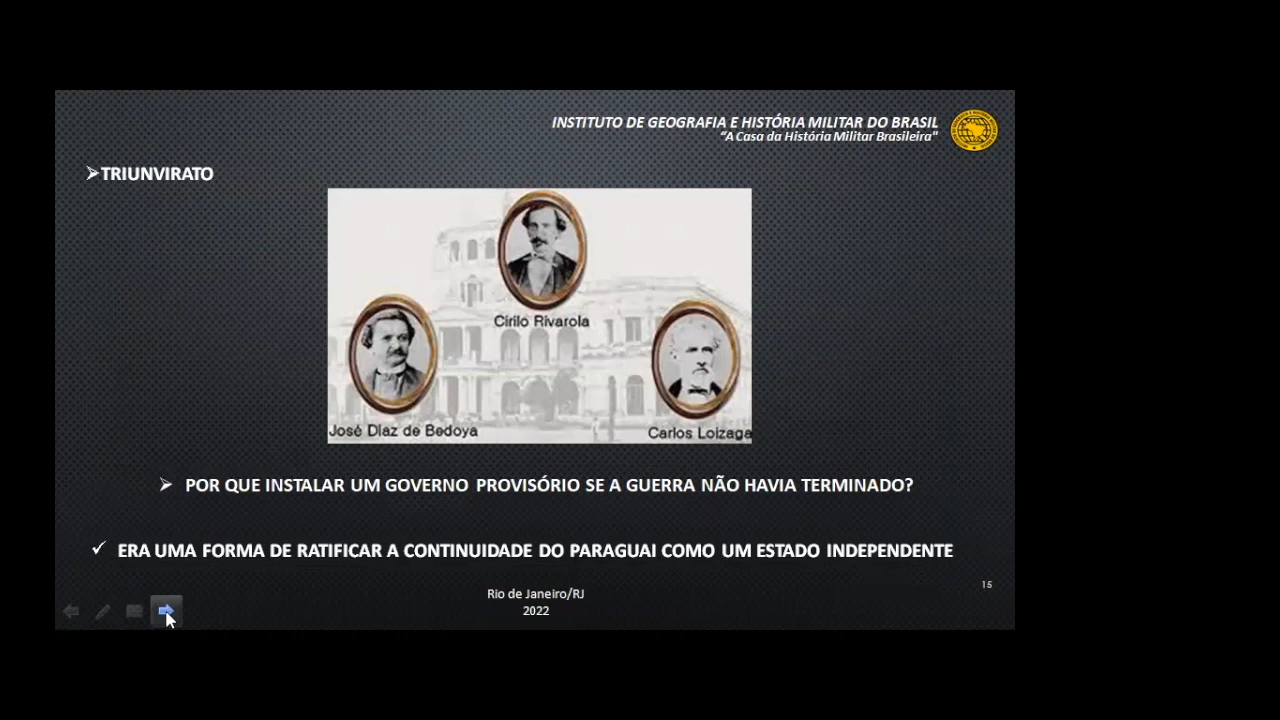 INSTITUTO DE GEOGRAFIA E HISTÓRIA MILITAR DO BRASIL
"A Casa da História Militar Brasileira"
➢TRIUNVIRATO
Cirilo Rivarola
José Díaz de Bedoya
Carlos Loizaga
➢ POR QUE INSTALAR UM GOVERNO PROVISÓRIO SE A GUERRA NÃO HAVIA TERMINADO?
✓ ERA UMA FORMA DE RATIFICAR A CONTINUIDADE DO PARAGUAI COMO UM ESTADO INDEPENDENTE
15
Rio de Janeiro/RJ
2022